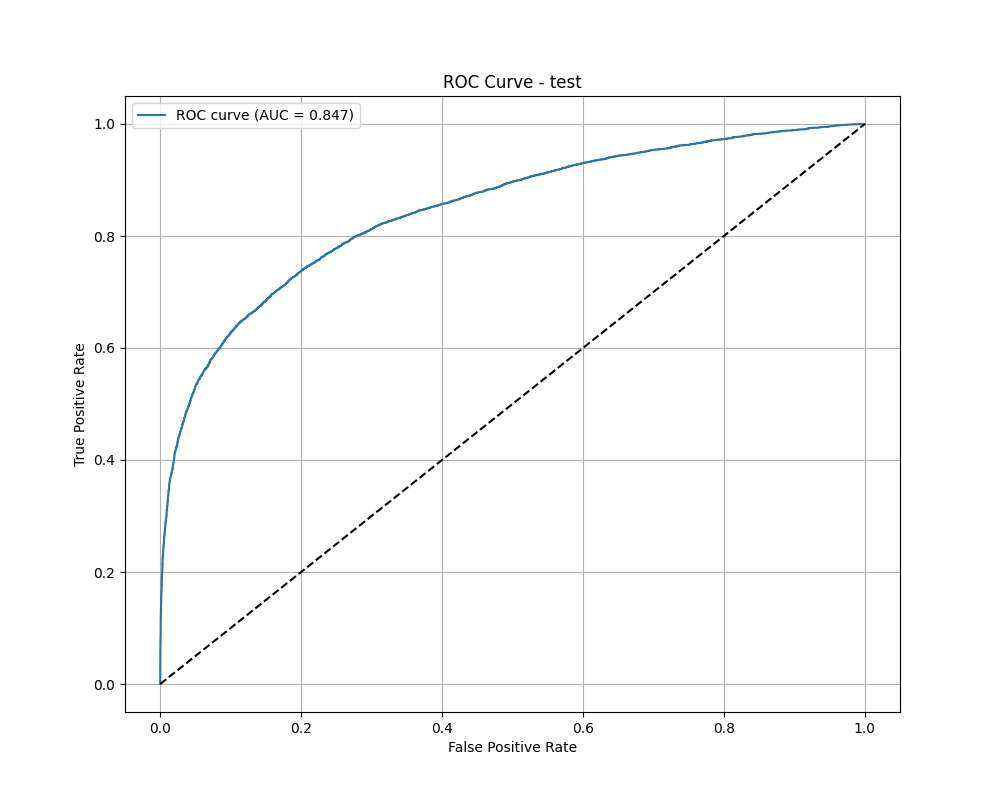 ROC Curve - test
ROC curve (AUC = 0.847)
1.0
0.8
0.6
0.4
0.2
0.0
True Positive Rate
0.0 0.2 0.4 0.6 0.8 1.0
False Positive Rate